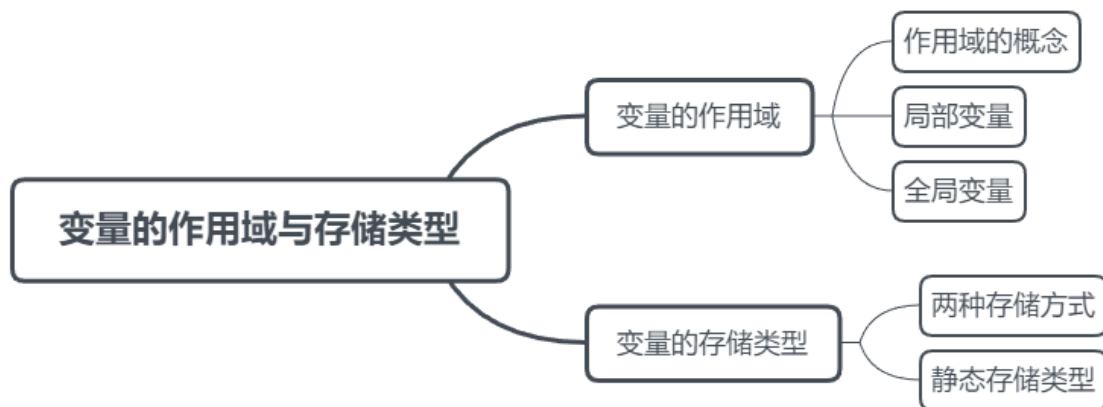 变量的作用域与存储类型
变量的作用域
作用域的概念
局部变量
全局变量
变量的存储类型
两种存储方式
静态存储类型